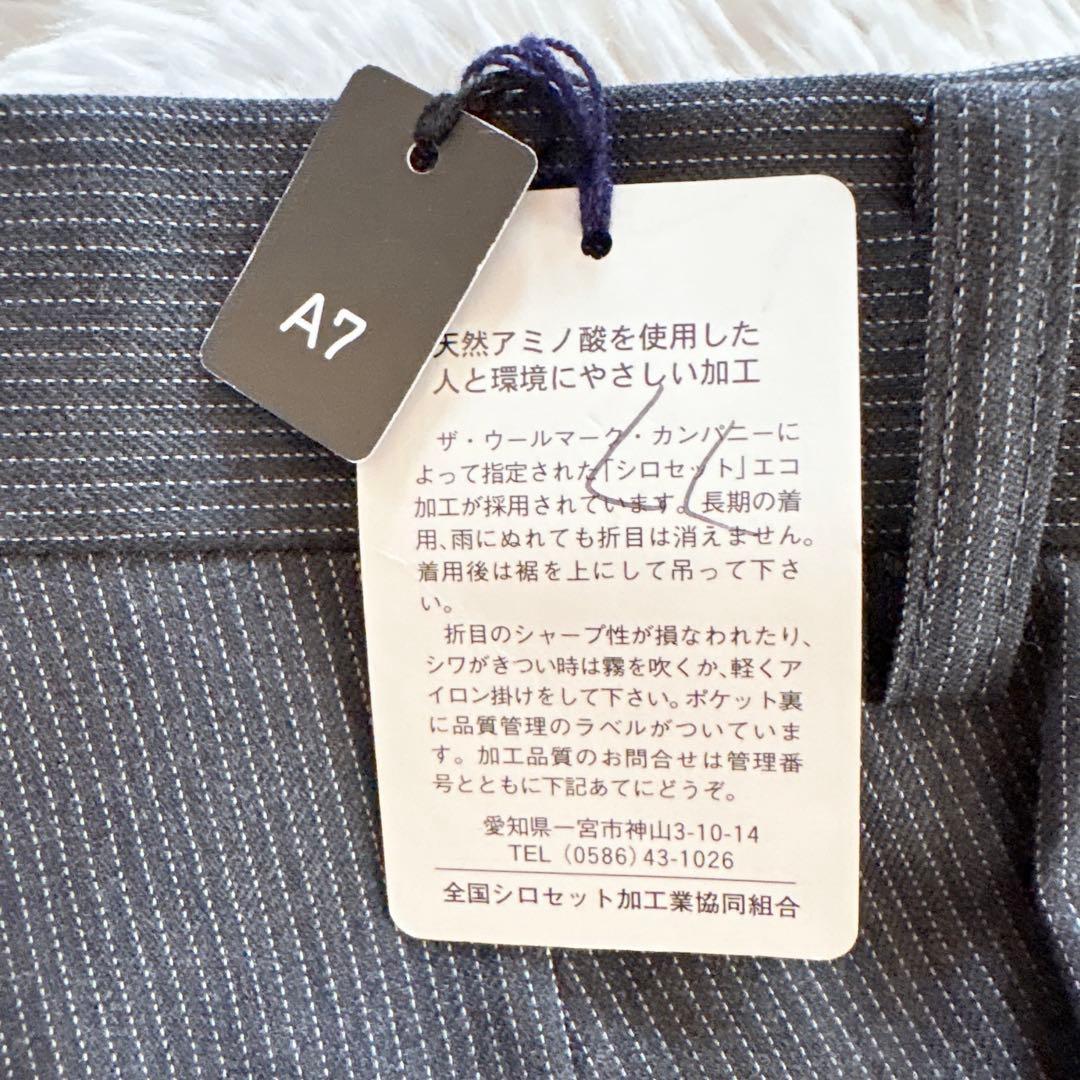 A7
天然アミノ酸を使用した
人と環境にやさしい加工
ザ・ウールマーク・カンパニーに
よって指定された「シロセット」エコ
加工が採用されています。長期の着
用、雨にぬれても折目は消えません。
着用後は裾を上にして吊って下さ
い。
折目のシャープ性が損なわれたり、
シワがきつい時は霧を吹くか、軽くア
イロン掛けをして下さい。ポケット裏
に品質管理のラベルがついていま
す。加工品質のお問合せは管理番
号とともに下記あてにどうぞ。
愛知県一宮市神山3-10-14
TEL (0586) 43-1026
全国シロセット加工業協同組合
LL